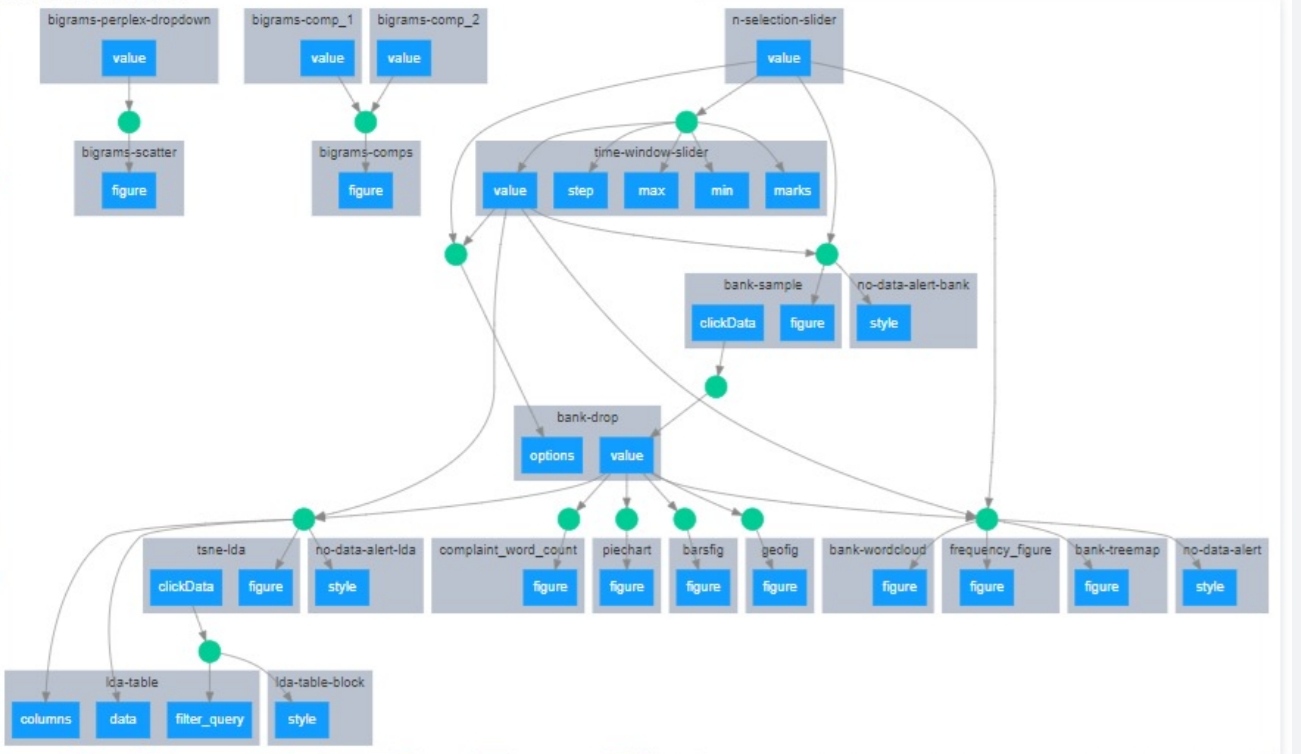 bigrams-perplex-dropdown
value
bigrams-comp_1
value
bigrams-comp_2
value
n-selection-slider
value
bigrams-scatter
figure
bigrams-comps
figure
time-window-slider
value
step
max
min
marks
bank-sample
clickData
figure
no-data-alert-bank
style
bank-drop
options
value
tsne-lda
clickData
figure
no-data-alert-lda
style
complaint_word_count
figure
piechart
figure
barsfig
figure
geofig
figure
bank-wordcloud
figure
frequency_figure
figure
bank-treemap
figure
no-data-alert
style
lda-table
columns
data
filter_query
lda-table-block
style